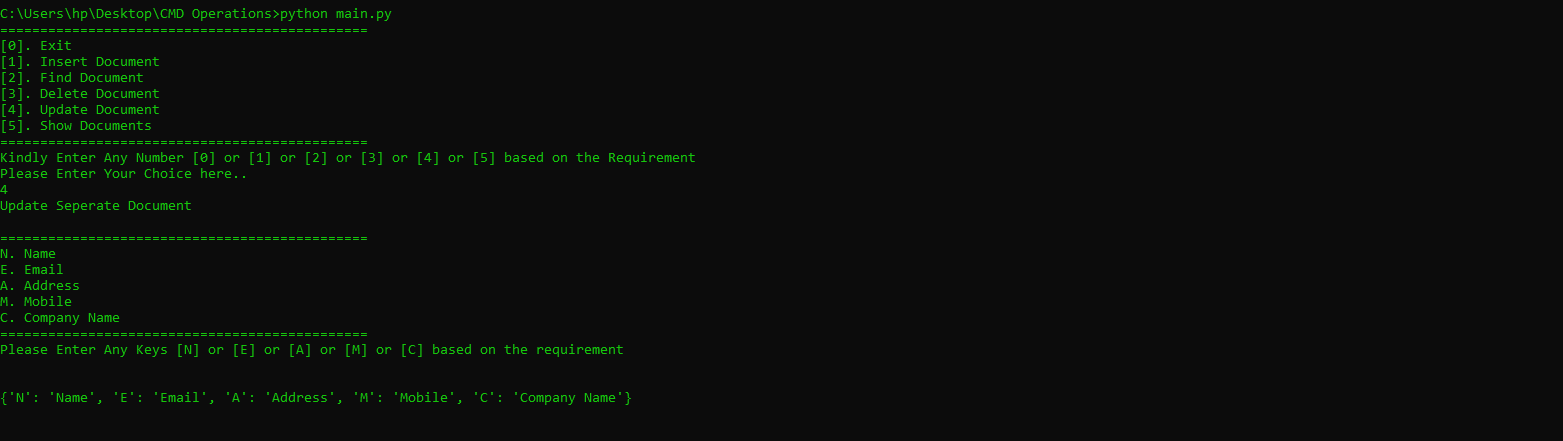 C:\Users\hp\Desktop\CMD Operations>python main.py
==============================================
[0]. Exit
[1]. Insert Document
[2]. Find Document
[3]. Delete Document
[4]. Update Document
[5]. Show Documents
==============================================
Kindly Enter Any Number [0] or [1] or [2] or [3] or [4] or [5] based on the Requirement
Please Enter Your Choice here..
4
Update Seperate Document
==============================================
N. Name
E. Email
A. Address
M. Mobile
C. Company Name
==============================================
Please Enter Any Keys [N] or [E] or [A] or [M] or [C] based on the requirement
{'N': 'Name', 'E': 'Email', 'A': 'Address', 'M': 'Mobile', 'C': 'Company Name'}